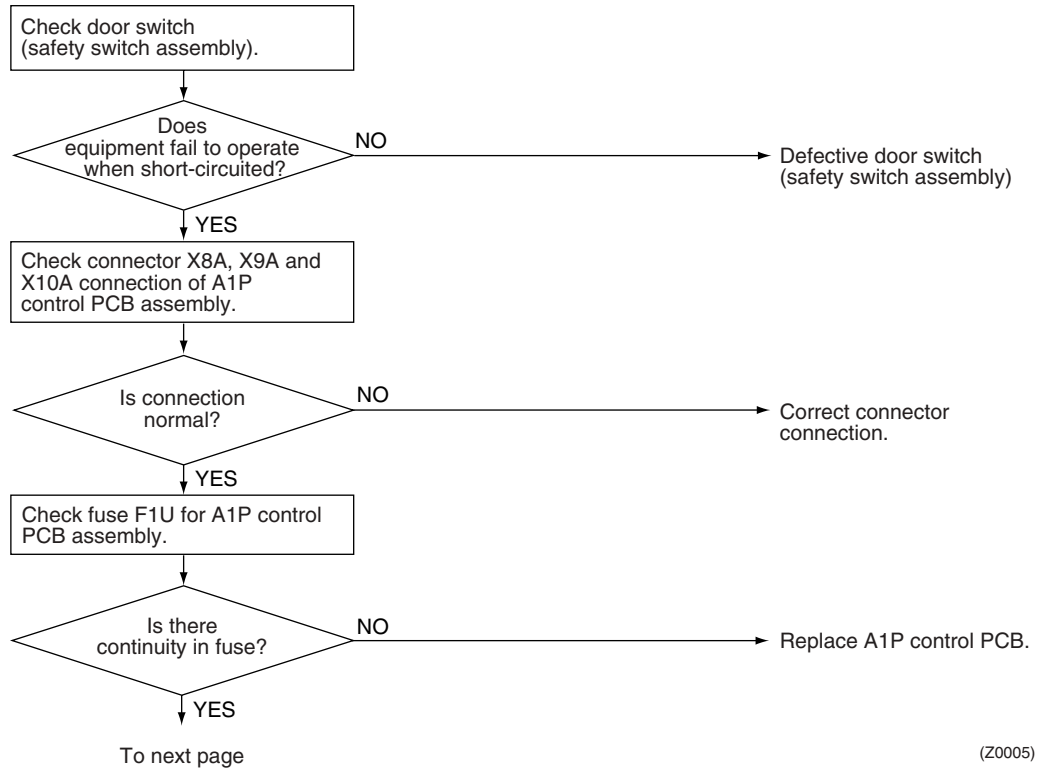 Check door switch
(safety switch assembly).
Does
equipment fail to operate
when short-circuited?
NO
Defective door switch
(safety switch assembly)
YES
Check connector X8A, X9A and
X10A connection of A1P
control PCB assembly.
Is connection
normal?
NO
Correct connector
connection.
YES
Check fuse F1U for A1P control
PCB assembly.
Is there
continuity in fuse?
NO
Replace A1P control PCB.
YES
To next page
(Z0005)